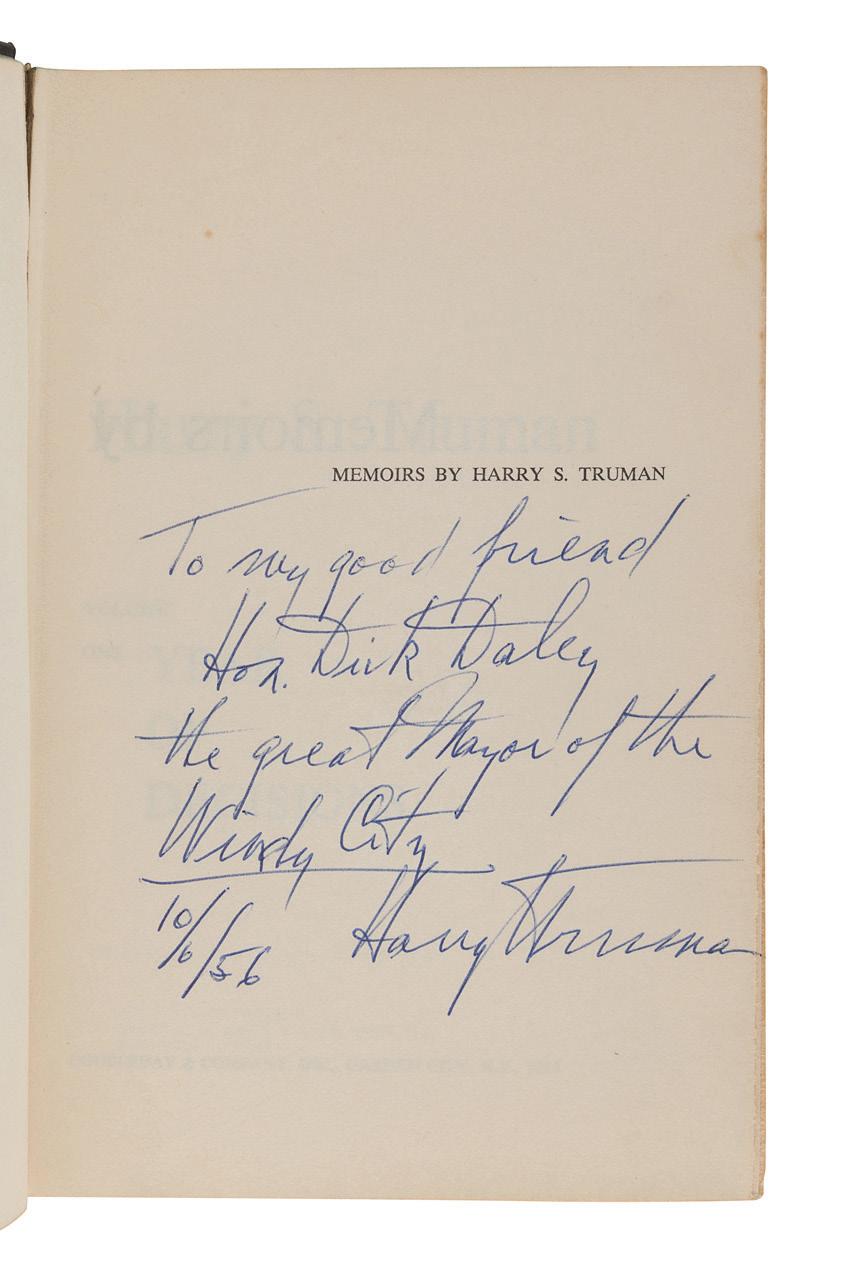 MEMOIRS BY HARRY S. TRUMAN
To my good friend
Hon. Dick Daley
the great Mayor of the
Windy City
10/6/56 Harry Truman